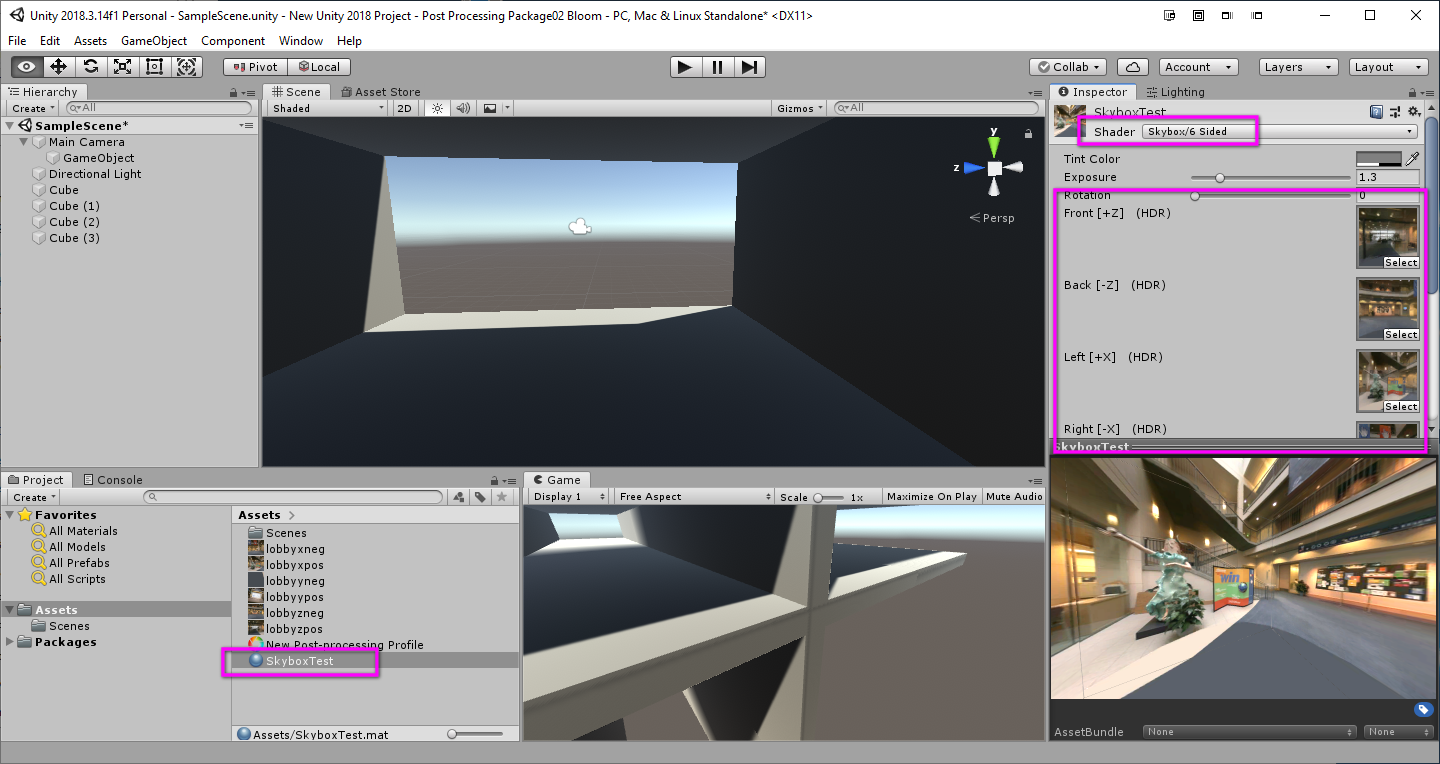 Unity 2018.3.14f1 Personal - SampleScene.unity - New Unity 2018 Project - Post Processing Package02 Bloom - PC, Mac & Linux Standalone* <DX11>
File Edit Assets GameObject Component Window Help
Pivot Local Collab Account Layers Layout
Hierarchy
Create All
SampleScene*
Main Camera
GameObject
Directional Light
Cube
Cube (1)
Cube (2)
Cube (3)
Scene Asset Store
Shaded 2D Gizmos All
y
z
Persp
Inspector Lighting
SkyboxTest
Shader Skybox/6 Sided
Tint Color
Exposure 1.3
Rotation 0
Front [+Z] (HDR)
Select
Back [-Z] (HDR)
Select
Left [+X] (HDR)
Select
Right [-X] (HDR)
SkyboxTest
win
AssetBundle None None
Project Console
Create
Favorites
All Materials
All Models
All Prefabs
All Scripts
Assets
Scenes
Packages
Assets
Scenes
lobbyxneg
lobbyxpos
lobbyyneg
lobbyypos
lobbyzneg
lobbyzpos
New Post-processing Profile
SkyboxTest
Assets/SkyboxTest.mat
Game
Display 1 Free Aspect Scale 1x Maximize On Play Mute Audio